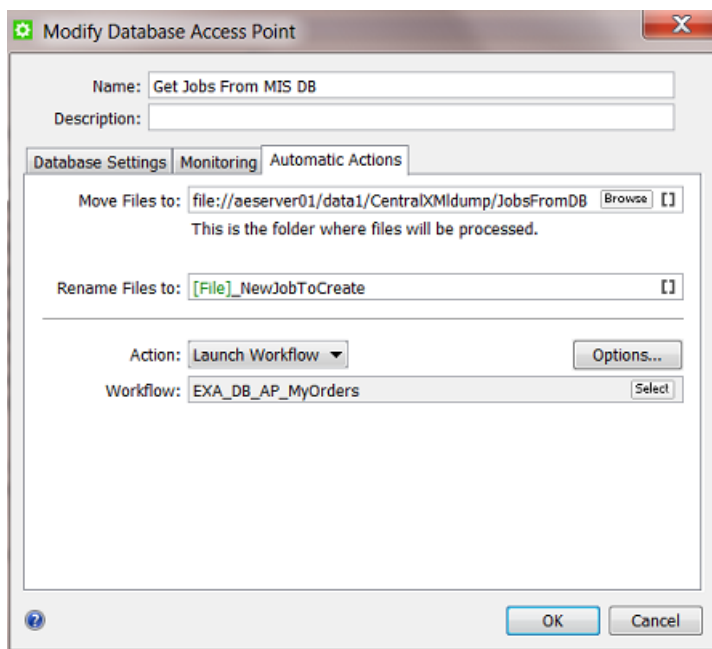 Modify Database Access Point
Name: Get Jobs From MIS DB
Description:
Database Settings Monitoring Automatic Actions
Move Files to: file://aeserver01/data1/CentralXMldump/JobsFromDB Browse []
This is the folder where files will be processed.
Rename Files to: [File]_NewJobToCreate []
Action: Launch Workflow Options...
Workflow: EXA_DB_AP_MyOrders Select
? OK Cancel